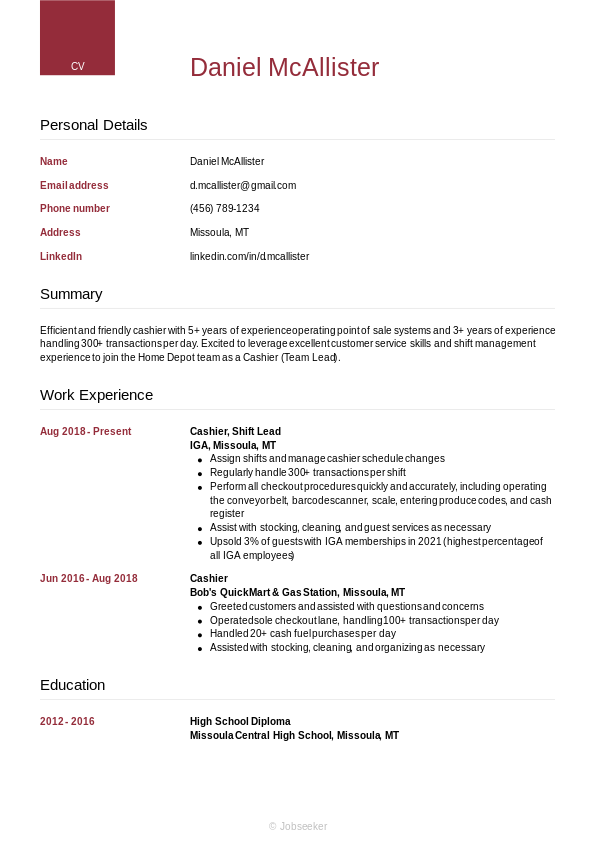 CV
Daniel McAllister
Personal Details
Name Daniel McAllister
Email address d.mcallister@gmail.com
Phone number (456) 789-1234
Address Missoula, MT
LinkedIn linkedin.com/in/d.mcallister
Summary
Efficient and friendly cashier with 5+ years of experience operating point of sale systems and 3+ years of experience
handling 300+ transactions per day. Excited to leverage excellent customer service skills and shift management
experience to join the Home Depot team as a Cashier (Team Lead).
Work Experience
Aug 2018 - Present Cashier, Shift Lead
IGA, Missoula, MT
• Assign shifts and manage cashier schedule changes
• Regularly handle 300+ transactions per shift
• Perform all checkout procedures quickly and accurately, including operating
the conveyor belt, barcode scanner, scale, entering produce codes, and cash
register
• Assist with stocking, cleaning, and guest services as necessary
• Upsold 3% of guests with IGA memberships in 2021 (highest percentage of
all IGA employees)
Jun 2016 - Aug 2018 Cashier
Bob's QuickMart & Gas Station, Missoula, MT
• Greeted customers and assisted with questions and concerns
• Operated sole checkout lane, handling 100+ transactions per day
• Handled 20+ cash fuel purchases per day
• Assisted with stocking, cleaning, and organizing as necessary
Education
2012 - 2016 High School Diploma
Missoula Central High School, Missoula, MT
© Jobseeker